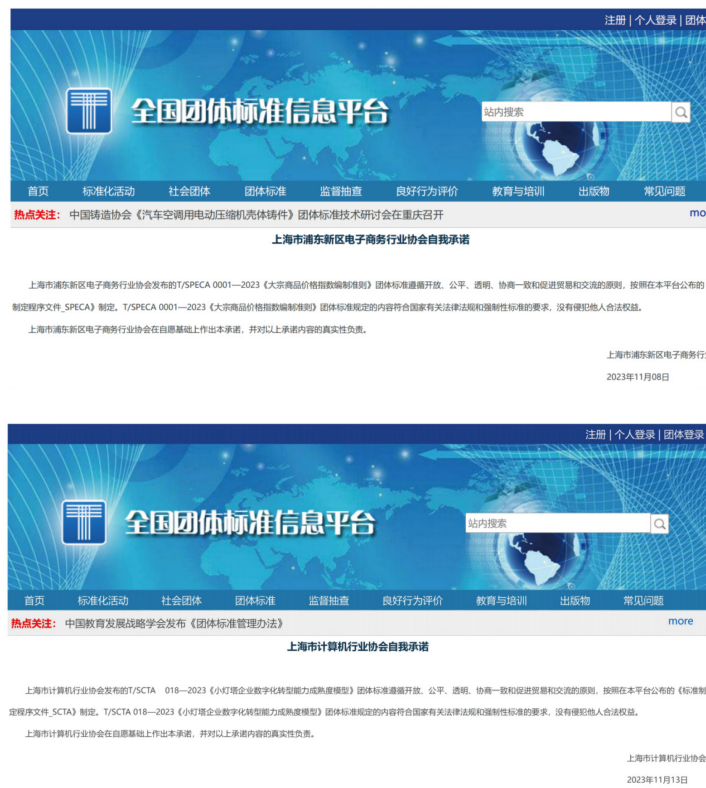 注册 | 个人登录 | 团体
全国团体标准信息平台
站内搜索
首页 标准化活动 社会团体 团体标准 监督抽查 良好行为评价 教育与培训 出版物 常见问题
热点关注: 中国铸造协会《汽车空调用电动压缩机壳体铸件》团体标准技术研讨会在重庆召开 mo
上海市浦东新区电子商务行业协会自我承诺
上海市浦东新区电子商务行业协会发布的T/SPECA 0001—2023《大宗商品价格指数编制准则》团体标准遵循开放、公平、透明、协商一致和促进贸易和交流的原则，按照在本平台公布的
制定程序文件_SPECA》制定。T/SPECA 0001—2023《大宗商品价格指数编制准则》团体标准规定的内容符合国家有关法律法规和强制性标准的要求，没有侵犯他人合法权益。
上海市浦东新区电子商务行业协会在自愿基础上作出本承诺，并对以上承诺内容的真实性负责。
上海市浦东新区电子商务行
2023年11月08日
注册 | 个人登录 | 团体登录
全国团体标准信息平台
站内搜索
首页 标准化活动 社会团体 团体标准 监督抽查 良好行为评价 教育与培训 出版物 常见问题
热点关注: 中国教育发展战略学会发布《团体标准管理办法》 more
上海市计算机行业协会自我承诺
上海市计算机行业协会发布的T/SCTA 018—2023《小灯塔企业数字化转型能力成熟度模型》团体标准遵循开放、公平、透明、协商一致和促进贸易和交流的原则，按照在本平台公布的《标准制
定程序文件_SCTA》制定。T/SCTA 018—2023《小灯塔企业数字化转型能力成熟度模型》团体标准规定的内容符合国家有关法律法规和强制性标准的要求，没有侵犯他人合法权益。
上海市计算机行业协会在自愿基础上作出本承诺，并对以上承诺内容的真实性负责。
上海市计算机行业协会
2023年11月13日